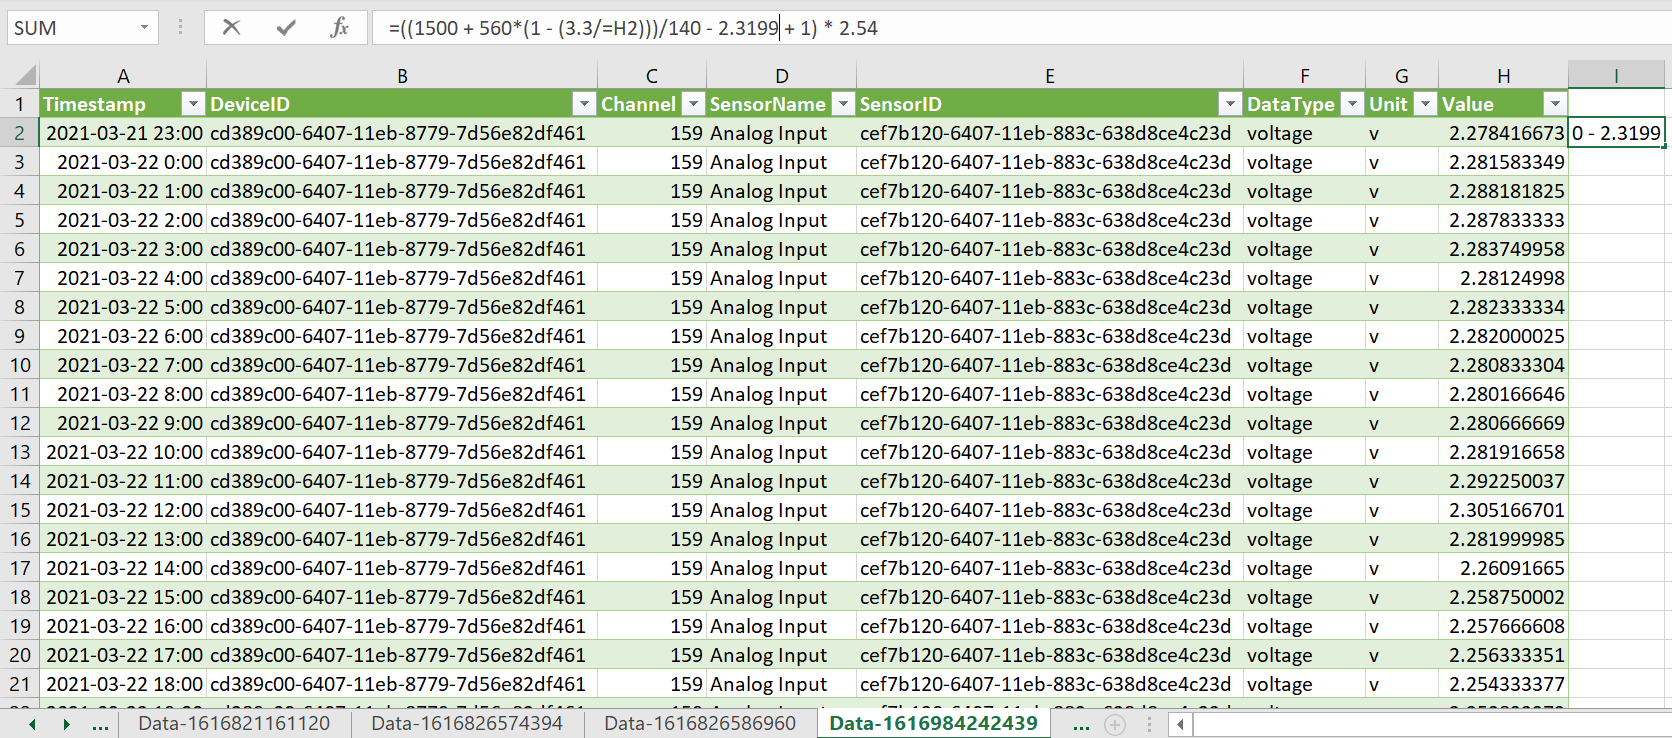 SUM =((1500 + 560*(1 - (3.3/=H2)))/140 - 2.3199 + 1) * 2.54
A B C D E F G H I
1 Timestamp DeviceID Channel SensorName SensorID DataType Unit Value
2 2021-03-21 23:00 cd389c00-6407-11eb-8779-7d56e82df461 159 Analog Input cef7b120-6407-11eb-883c-638d8ce4c23d voltage v 2.278416673 0 - 2.3199
3 2021-03-22 0:00 cd389c00-6407-11eb-8779-7d56e82df461 159 Analog Input cef7b120-6407-11eb-883c-638d8ce4c23d voltage v 2.281583349
4 2021-03-22 1:00 cd389c00-6407-11eb-8779-7d56e82df461 159 Analog Input cef7b120-6407-11eb-883c-638d8ce4c23d voltage v 2.288181825
5 2021-03-22 2:00 cd389c00-6407-11eb-8779-7d56e82df461 159 Analog Input cef7b120-6407-11eb-883c-638d8ce4c23d voltage v 2.287833333
6 2021-03-22 3:00 cd389c00-6407-11eb-8779-7d56e82df461 159 Analog Input cef7b120-6407-11eb-883c-638d8ce4c23d voltage v 2.283749958
7 2021-03-22 4:00 cd389c00-6407-11eb-8779-7d56e82df461 159 Analog Input cef7b120-6407-11eb-883c-638d8ce4c23d voltage v 2.28124998
8 2021-03-22 5:00 cd389c00-6407-11eb-8779-7d56e82df461 159 Analog Input cef7b120-6407-11eb-883c-638d8ce4c23d voltage v 2.282333334
9 2021-03-22 6:00 cd389c00-6407-11eb-8779-7d56e82df461 159 Analog Input cef7b120-6407-11eb-883c-638d8ce4c23d voltage v 2.282000025
10 2021-03-22 7:00 cd389c00-6407-11eb-8779-7d56e82df461 159 Analog Input cef7b120-6407-11eb-883c-638d8ce4c23d voltage v 2.280833304
11 2021-03-22 8:00 cd389c00-6407-11eb-8779-7d56e82df461 159 Analog Input cef7b120-6407-11eb-883c-638d8ce4c23d voltage v 2.280166646
12 2021-03-22 9:00 cd389c00-6407-11eb-8779-7d56e82df461 159 Analog Input cef7b120-6407-11eb-883c-638d8ce4c23d voltage v 2.280666669
13 2021-03-22 10:00 cd389c00-6407-11eb-8779-7d56e82df461 159 Analog Input cef7b120-6407-11eb-883c-638d8ce4c23d voltage v 2.281916658
14 2021-03-22 11:00 cd389c00-6407-11eb-8779-7d56e82df461 159 Analog Input cef7b120-6407-11eb-883c-638d8ce4c23d voltage v 2.292250037
15 2021-03-22 12:00 cd389c00-6407-11eb-8779-7d56e82df461 159 Analog Input cef7b120-6407-11eb-883c-638d8ce4c23d voltage v 2.305166701
16 2021-03-22 13:00 cd389c00-6407-11eb-8779-7d56e82df461 159 Analog Input cef7b120-6407-11eb-883c-638d8ce4c23d voltage v 2.281999985
17 2021-03-22 14:00 cd389c00-6407-11eb-8779-7d56e82df461 159 Analog Input cef7b120-6407-11eb-883c-638d8ce4c23d voltage v 2.26091665
18 2021-03-22 15:00 cd389c00-6407-11eb-8779-7d56e82df461 159 Analog Input cef7b120-6407-11eb-883c-638d8ce4c23d voltage v 2.258750002
19 2021-03-22 16:00 cd389c00-6407-11eb-8779-7d56e82df461 159 Analog Input cef7b120-6407-11eb-883c-638d8ce4c23d voltage v 2.257666608
20 2021-03-22 17:00 cd389c00-6407-11eb-8779-7d56e82df461 159 Analog Input cef7b120-6407-11eb-883c-638d8ce4c23d voltage v 2.256333351
21 2021-03-22 18:00 cd389c00-6407-11eb-8779-7d56e82df461 159 Analog Input cef7b120-6407-11eb-883c-638d8ce4c23d voltage v 2.254333377
... Data-1616821161120 Data-1616826574394 Data-1616826586960 Data-1616984242439 ...